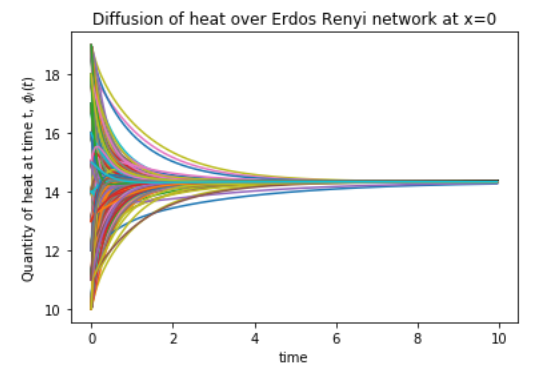 Diffusion of heat over Erdos Renyi network at x=0
Quantity of heat at time t, ϕᵢ(t)
18
16
14
12
10
0 2 4 6 8 10
time